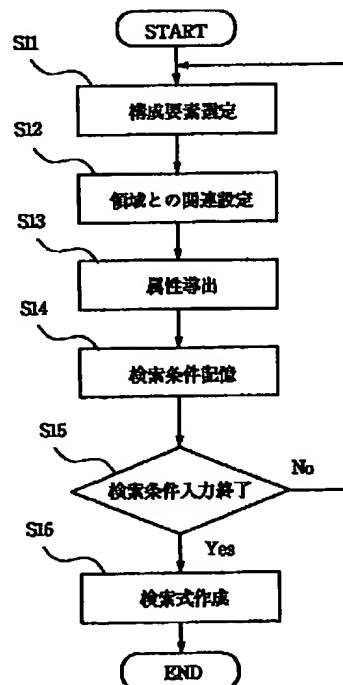 START
S11
構成要素選定
S12
領域との関連設定
S13
属性導出
S14
検索条件記憶
S15
検索条件入力終了
No
Yes
S16
検索式作成
END